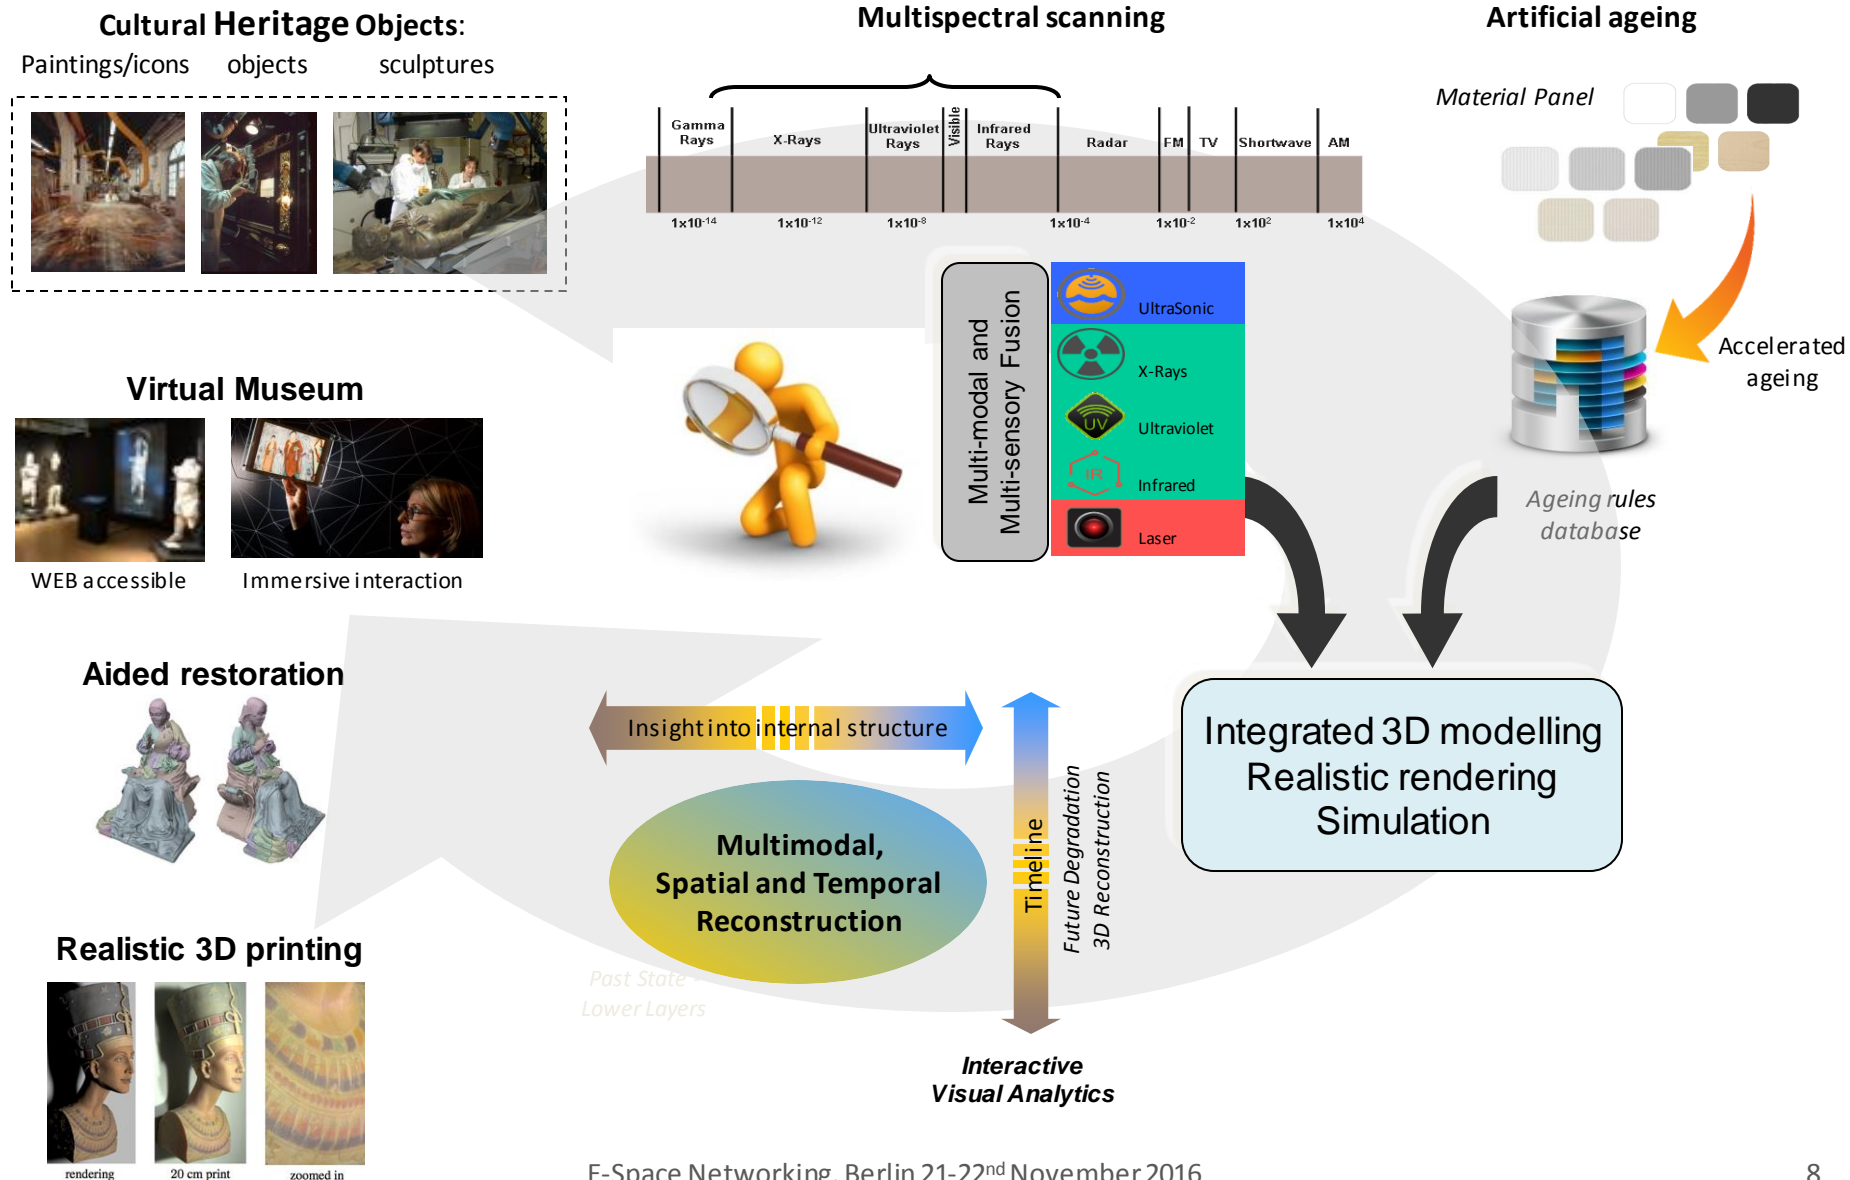 Cultural Heritage Objects:
Paintings/icons objects sculptures
Multispectral scanning
Gamma Rays
X-Rays
Ultraviolet Rays
Visible
Infrared Rays
Radar
FM
TV
Shortwave
AM
1x10-14 1x10-12 1x10-8 1x10-4 1x10-2 1x102 1x104
Artificial ageing
Material Panel
Accelerated
ageing
Ageing rules
database
Multi-modal and
Multi-sensory Fusion
UltraSonic
X-Rays
UV
Ultraviolet
IR
Infrared
Laser
Virtual Museum
WEB accessible Immersive interaction
Aided restoration
Realistic 3D printing
rendering 20 cm print zoomed in
Insight into internal structure
Multimodal,
Spatial and Temporal
Reconstruction
Past State -
Lower Layers
Timeline
Future Degradation
3D Reconstruction
Interactive
Visual Analytics
Integrated 3D modelling
Realistic rendering
Simulation
E-Space Networking, Berlin 21-22nd November 2016
8